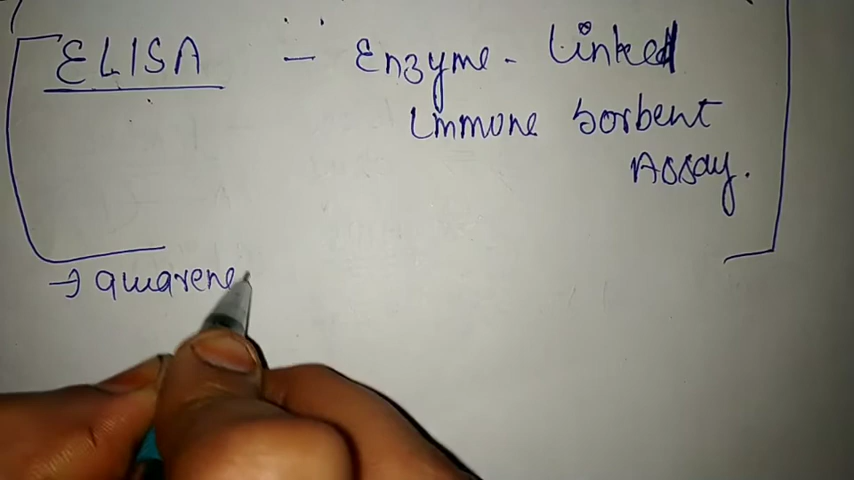 ELISA - Enzyme - Linked
Immune Sorbent
Assay.
→ awarene